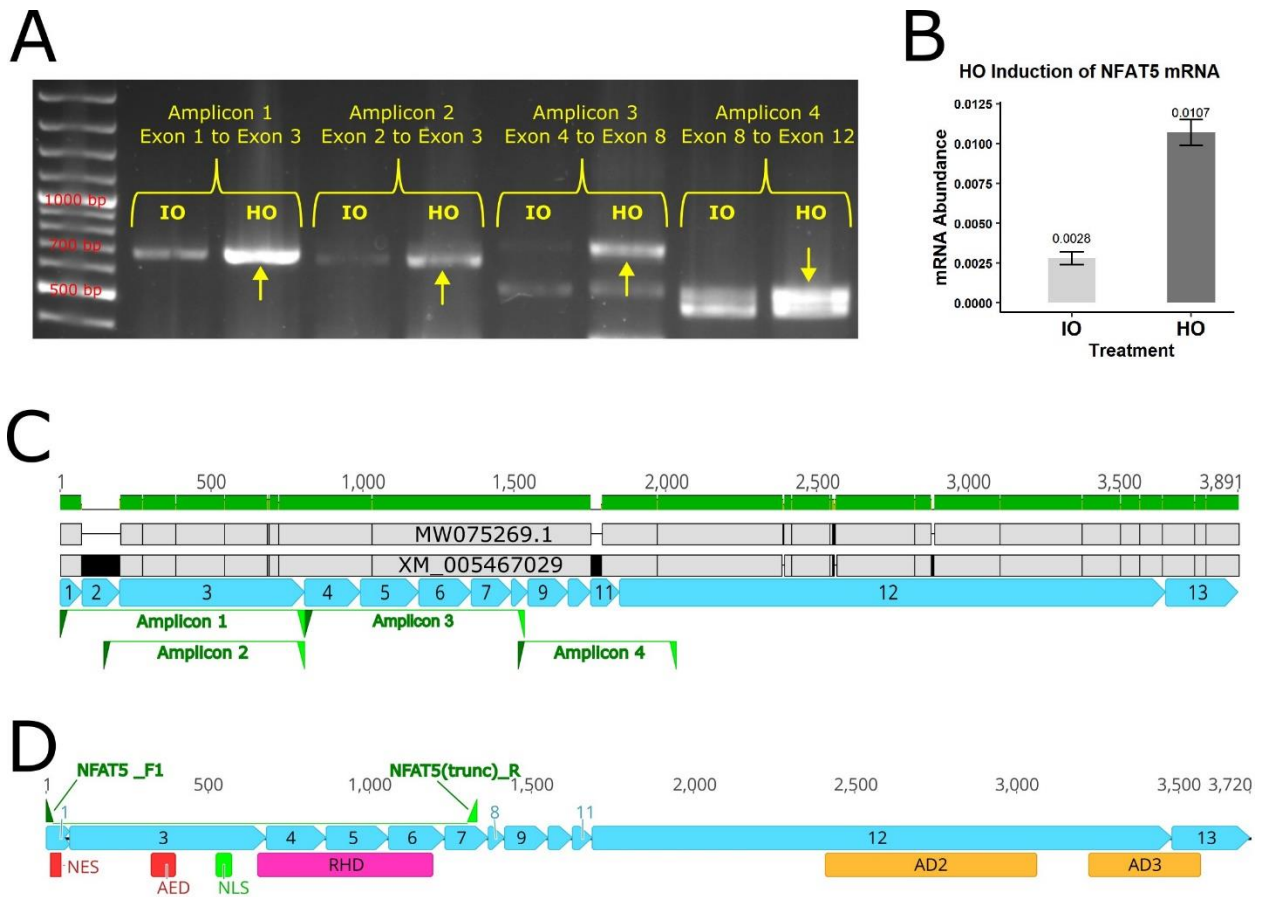 A
Amplicon 1
Exon 1 to Exon 3
Amplicon 2
Exon 2 to Exon 3
Amplicon 3
Exon 4 to Exon 8
Amplicon 4
Exon 8 to Exon 12
1000 bp
700 bp
500 bp
IO HO IO HO IO HO IO HO
B
HO Induction of NFAT5 mRNA
mRNA Abundance
0.0125
0.0100
0.0075
0.0050
0.0025
0.0000
0.0028
0.0107
IO HO
Treatment
C
1 500 1,000 1,500 2,000 2,500 3,000 3,500 3,891
MW075269.1
XM_005467029
1 2 3 4 5 6 7 9 11 12 13
Amplicon 1 Amplicon 3
Amplicon 2 Amplicon 4
D
NFAT5 _F1 NFAT5(trunc)_R
1 500 1,000 1,500 2,000 2,500 3,000 3,500 3,720
1 8 11
3 4 5 6 7 9 12 13
NES RHD AD2 AD3
AED NLS